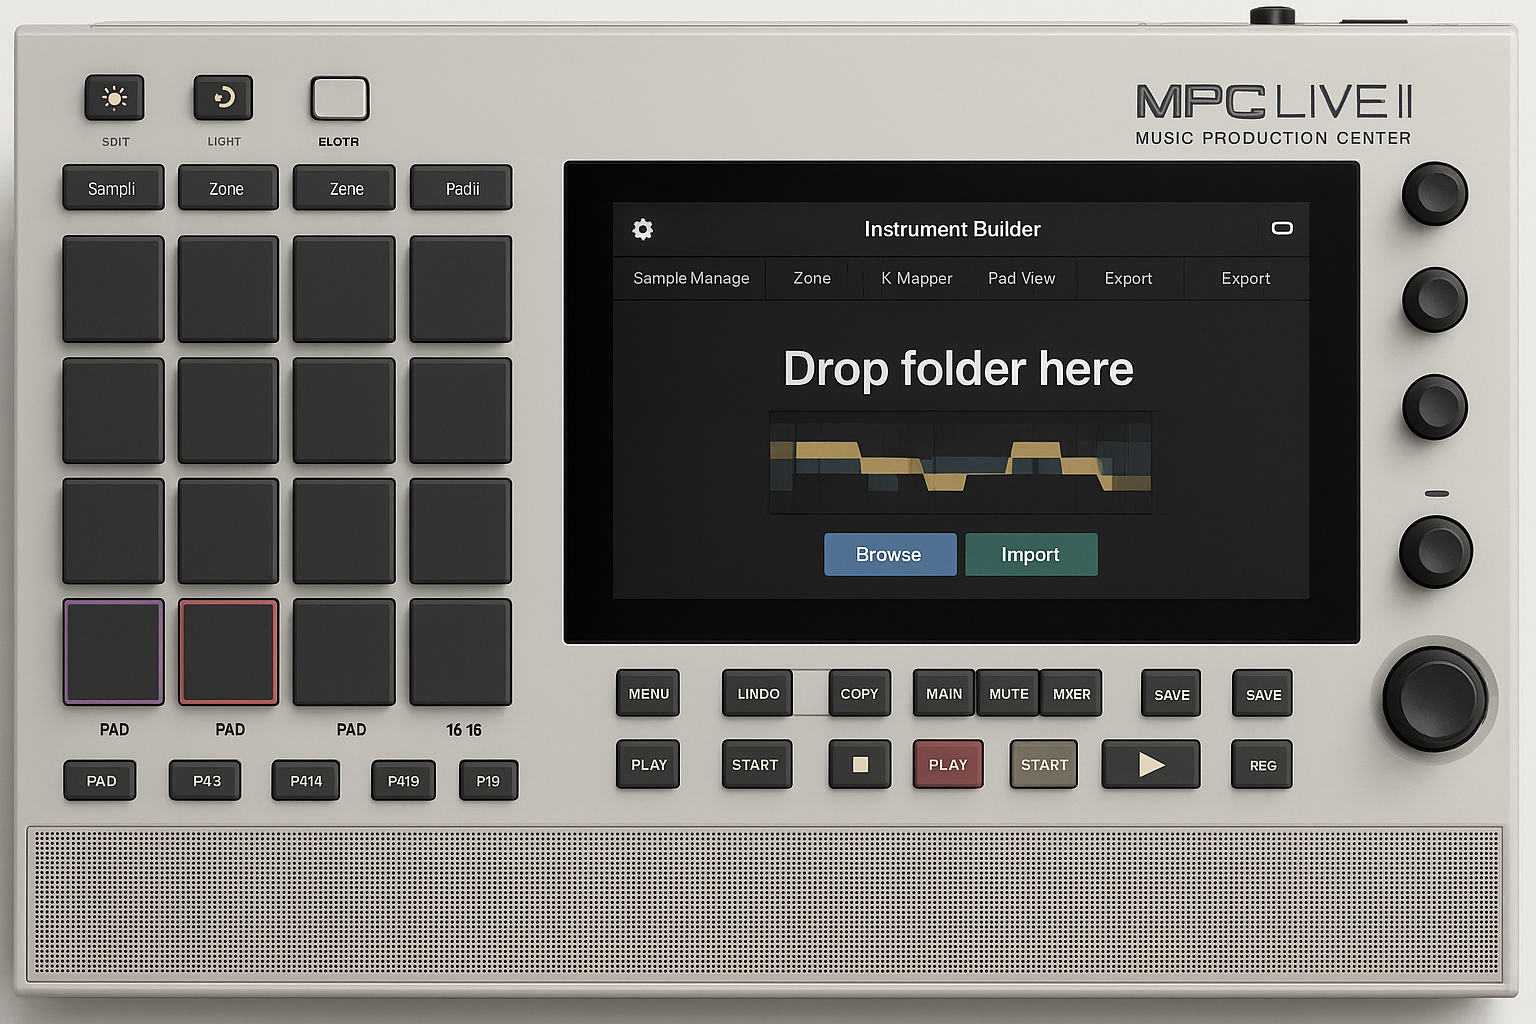 MPC LIVE II
MUSIC PRODUCTION CENTER
SDIT
LIGHT
ELOTR
Sampli
Zone
Zene
Padii
Instrument Builder
Sample Manage
Zone
K Mapper
Pad View
Export
Export
Drop folder here
Browse
Import
PAD
PAD
PAD
16 16
PAD
P43
P414
P419
P19
MENU
LINDO
COPY
MAIN
MUTE
MXER
SAVE
SAVE
PLAY
START
PLAY
START
REG